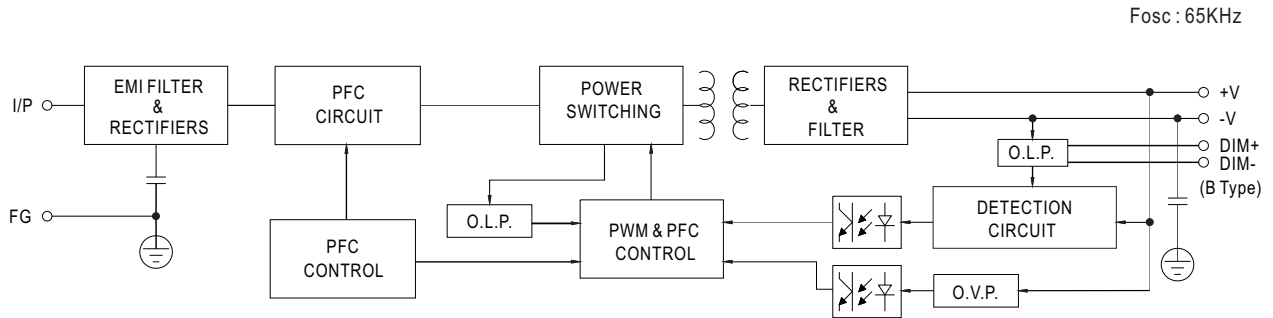 Fosc : 65KHz
I/P
EMI FILTER
&
RECTIFIERS
PFC
CIRCUIT
POWER
SWITCHING
RECTIFIERS
&
FILTER
+V
-V
DIM+
DIM-
(B Type)
O.L.P.
FG
O.L.P.
PFC
CONTROL
PWM & PFC
CONTROL
DETECTION
CIRCUIT
O.V.P.